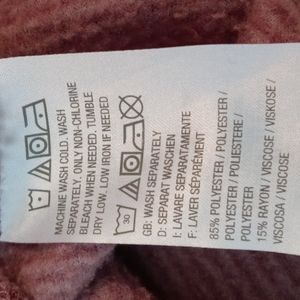 MACHINE WASH COLD. WASH
SEPARATELY. ONLY NON-CHLORINE
BLEACH WHEN NEEDED. TUMBLE
DRY LOW. LOW IRON IF NEEDED
30
GB: WASH SEPARATELY
D: SEPARAT WASCHEN
I: LAVARE SEPARATAMENTE
F: LAVER SÉPARÉMENT
85% POLYESTER / POLYESTER /
POLYESTER / POLIESTERE /
POLYESTER
15% RAYON / VISCOSE / VISKOSE /
VISCOSA / VISCOSE